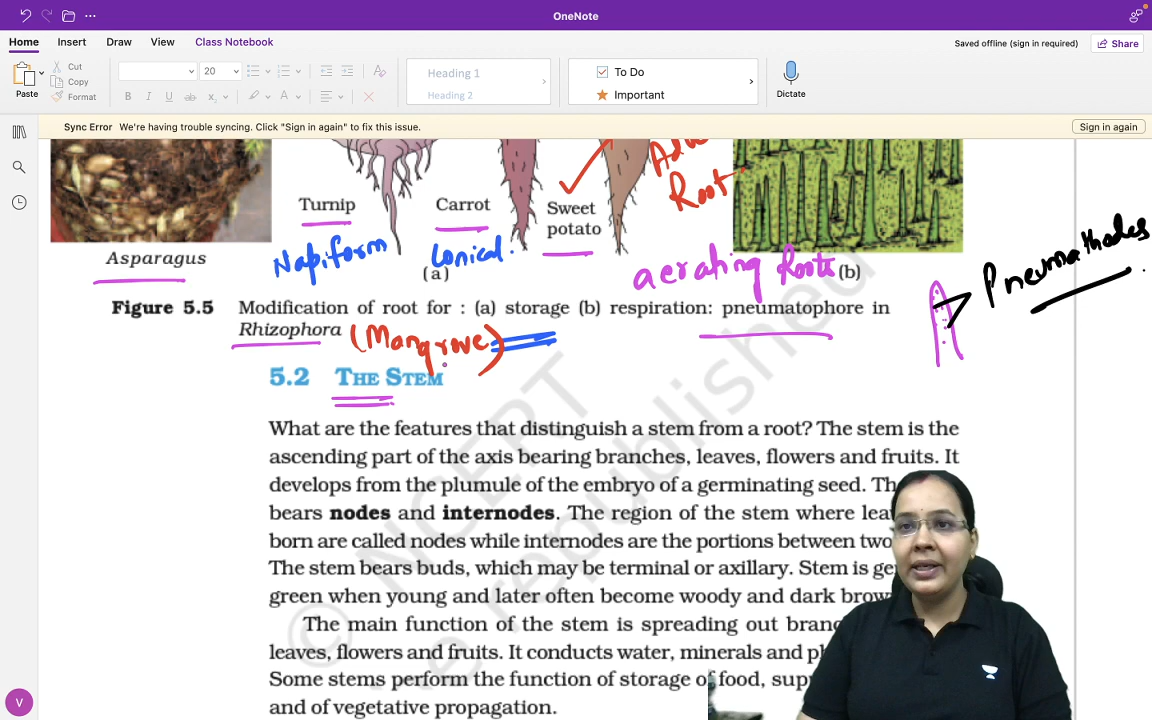 OneNote
Home Insert Draw View Class Notebook
Saved offline (sign in required)
Share
Paste
Cut
Copy
Format
20
Heading 1
Heading 2
To Do
Important
Dictate
Sync Error We're having trouble syncing. Click "Sign in again" to fix this issue.
Sign in again
Root
Turnip Carrot Sweet
potato
Asparagus
Napiform Conical.
(a)
aerating Roots (b)
Pneumathodes
Figure 5.5 Modification of root for : (a) storage (b) respiration: pneumatophore in
Rhizophora (Mangrove)
5.2 THE STEM
What are the features that distinguish a stem from a root? The stem is the
ascending part of the axis bearing branches, leaves, flowers and fruits. It
develops from the plumule of the embryo of a germinating seed. Th
bears nodes and internodes. The region of the stem where lea
born are called nodes while internodes are the portions between two
The stem bears buds, which may be terminal or axillary. Stem is ge
green when young and later often become woody and dark brow
The main function of the stem is spreading out branc
leaves, flowers and fruits. It conducts water, minerals and p
Some stems perform the function of storage of food, supp
and of vegetative propagation.
© NCERT
be republished
V